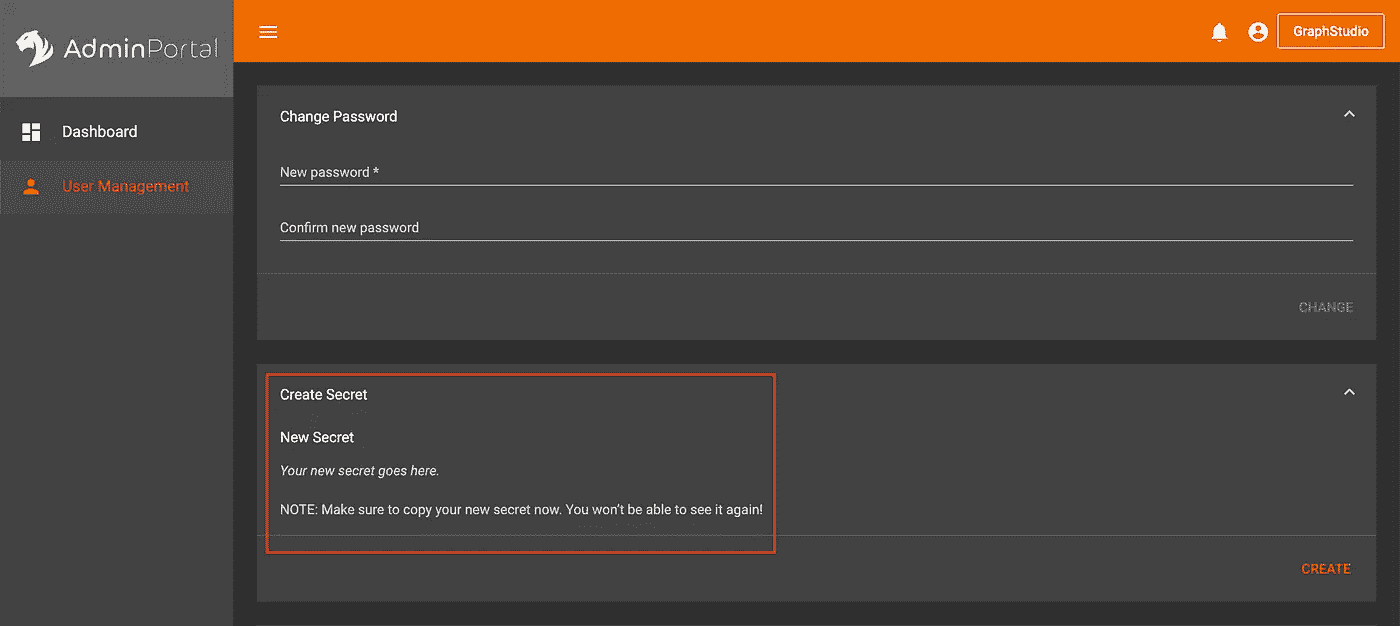 AdminPortal
GraphStudio
Dashboard
User Management
Change Password
New password *
Confirm new password
CHANGE
Create Secret
New Secret
Your new secret goes here.
NOTE: Make sure to copy your new secret now. You won't be able to see it again!
CREATE